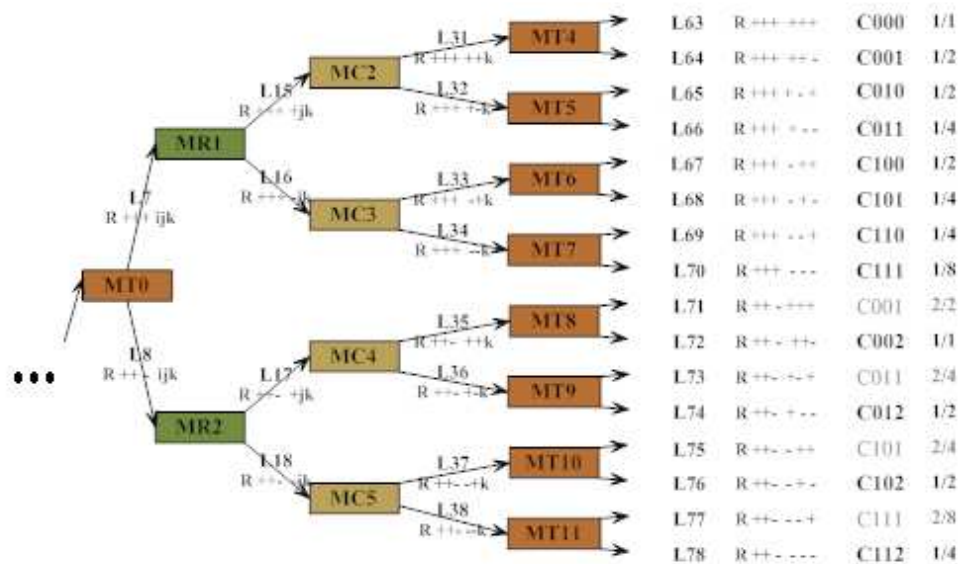 MT0
L7
R +++ ijk
L8
R ++- ijk
MR1
MR2
L15
R +++ +jk
L16
R +++ -jk
L17
R ++- +jk
L18
R ++- -jk
MC2
MC3
MC4
MC5
L31
R +++ ++k
L32
R +++ +-k
L33
R +++ -+k
L34
R +++ --k
L35
R ++- ++k
L36
R ++- +-k
L37
R ++- -+k
L38
R ++- --k
MT4
MT5
MT6
MT7
MT8
MT9
MT10
MT11
L63 R +++ +++ C000 1/1
L64 R +++ ++- C001 1/2
L65 R +++ +-+ C010 1/2
L66 R +++ +-- C011 1/4
L67 R +++ -++ C100 1/2
L68 R +++ -+- C101 1/4
L69 R +++ --+ C110 1/4
L70 R +++ --- C111 1/8
L71 R ++- +++ C001 2/2
L72 R ++- ++- C002 1/1
L73 R ++- +-+ C011 2/4
L74 R ++- +-- C012 1/2
L75 R ++- -++ C101 2/4
L76 R ++- -+- C102 1/2
L77 R ++- --+ C111 2/8
L78 R ++- --- C112 1/4